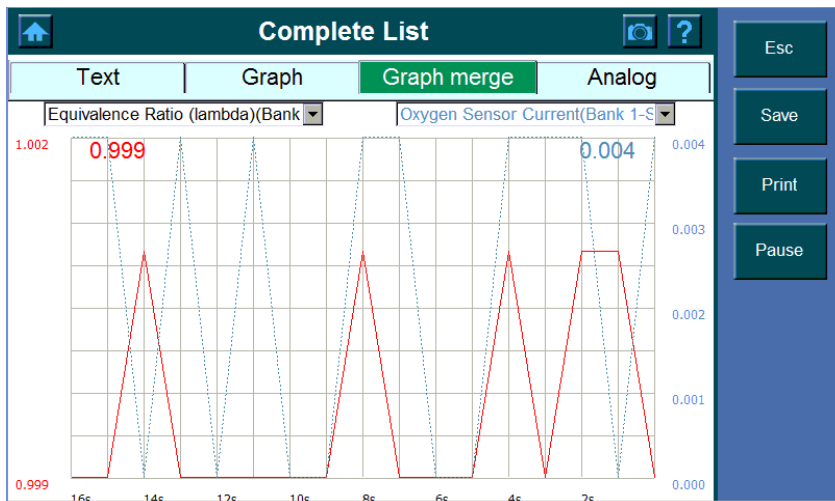 Complete List
?
Esc
Text Graph Graph merge Analog
Save
Equivalence Ratio (lambda)(Bank Oxygen Sensor Current(Bank 1-S
1.002 0.999 0.004 0.004
Print
0.003
Pause
0.002
0.001
0.999 0.000
16s 14s 12s 10s 8s 6s 4s 2s